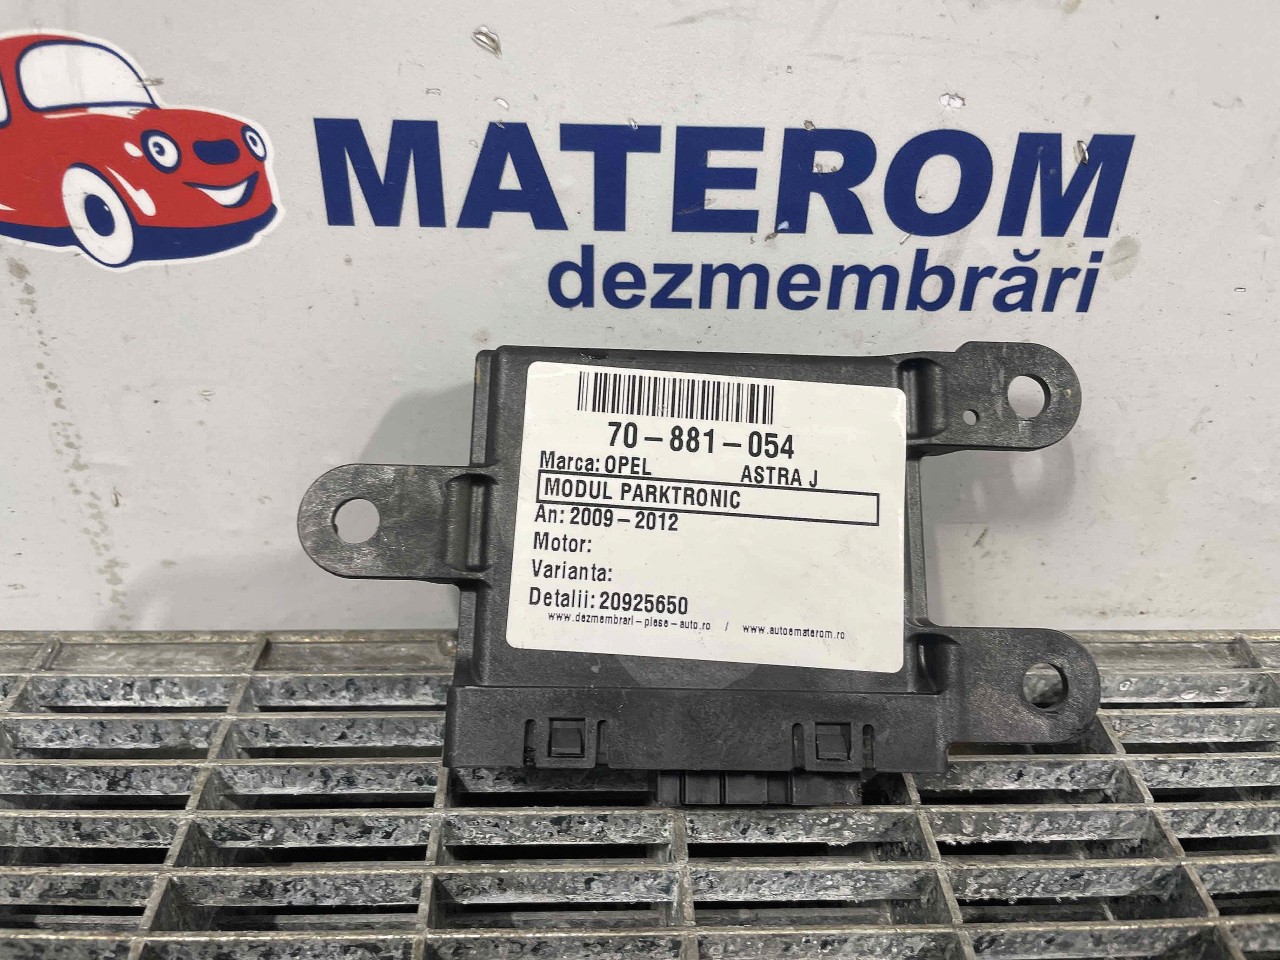 MATEROM
dezmembrări
70-881-054
Marca: OPEL ASTRA J
MODUL PARKTRONIC
An: 2009-2012
Motor:
Varianta:
Detalii: 20925650
www.dezmembrari-piese-auto.ro / www.autoematerom.ro